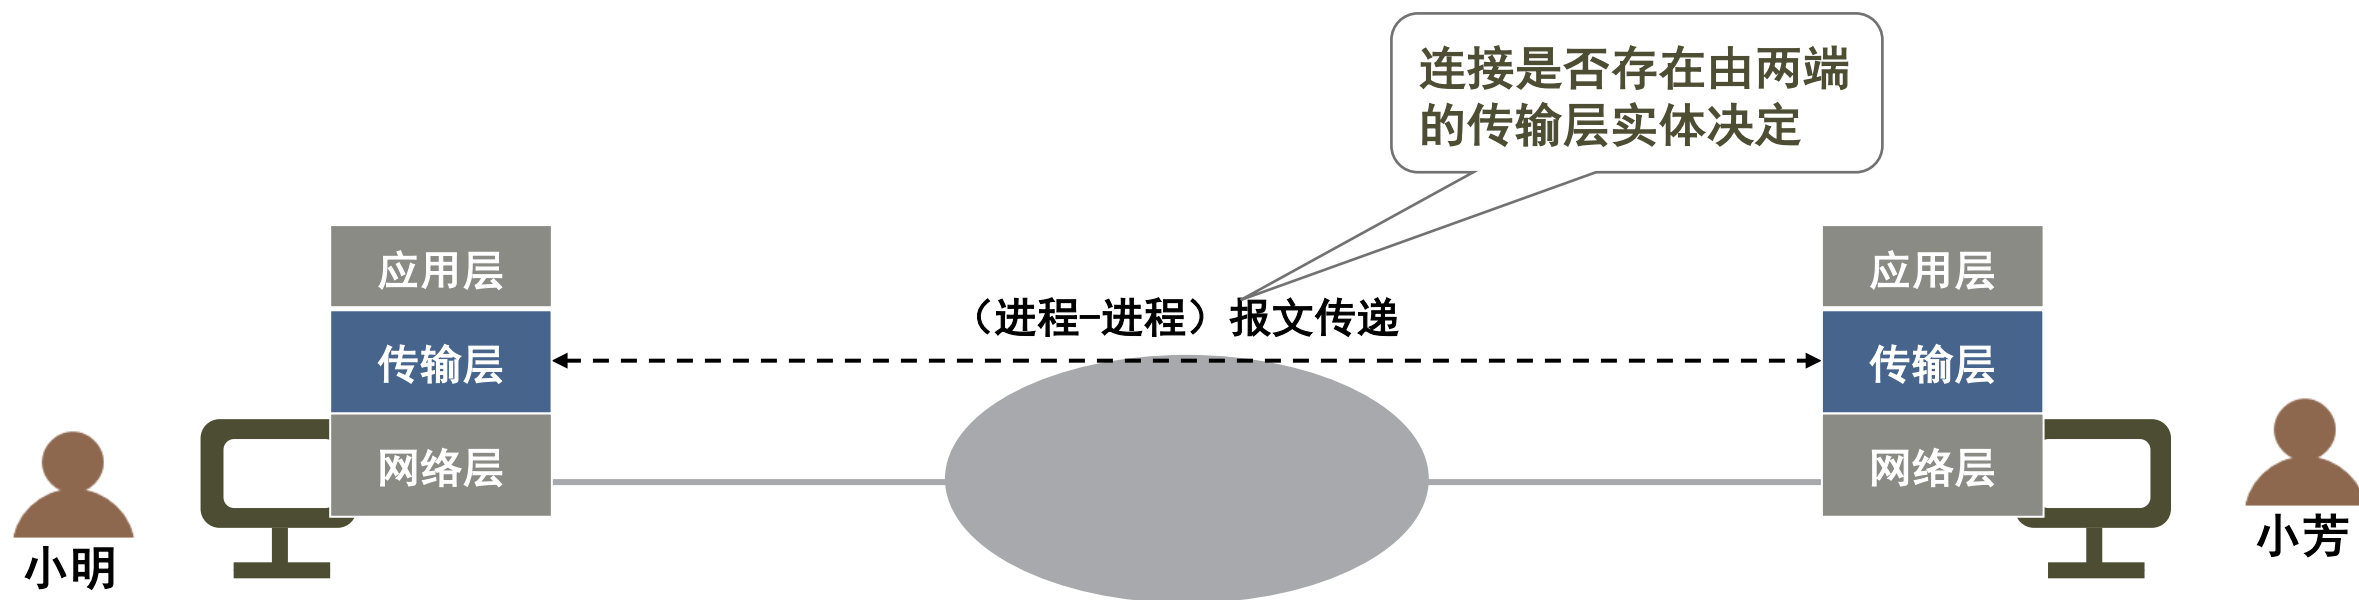 连接是否存在由两端
的传输层实体决定
应用层
应用层
（进程-进程）报文传递
传输层
传输层
网络层
网络层
小明
小芳